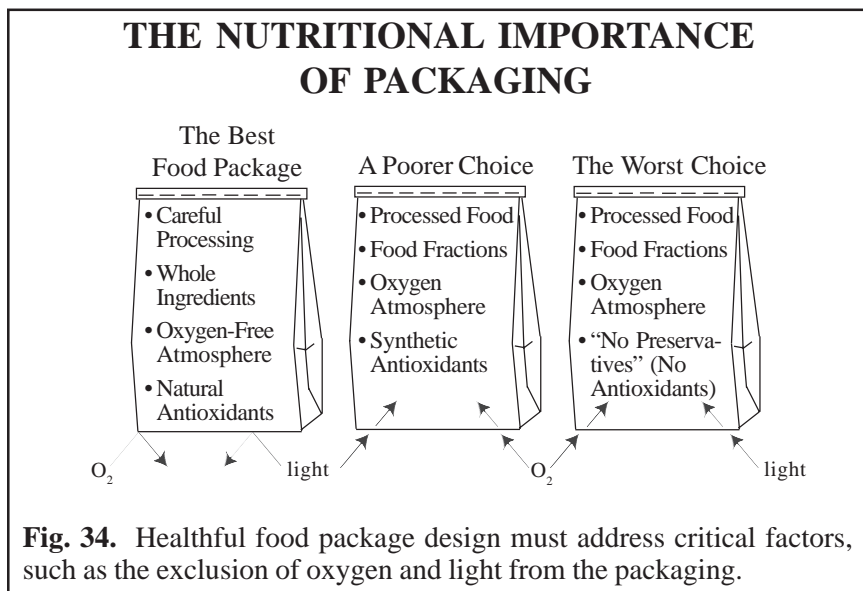 THE NUTRITIONAL IMPORTANCE
OF PACKAGING
The Best
Food Package
• Careful
Processing
• Whole
Ingredients
• Oxygen-Free
Atmosphere
• Natural
Antioxidants
A Poorer Choice
• Processed Food
• Food Fractions
• Oxygen
Atmosphere
• Synthetic
Antioxidants
The Worst Choice
• Processed Food
• Food Fractions
• Oxygen
Atmosphere
• “No Preserva-
tives” (No
Antioxidants)
O₂
light
O₂
light
Fig. 34. Healthful food package design must address critical factors,
such as the exclusion of oxygen and light from the packaging.